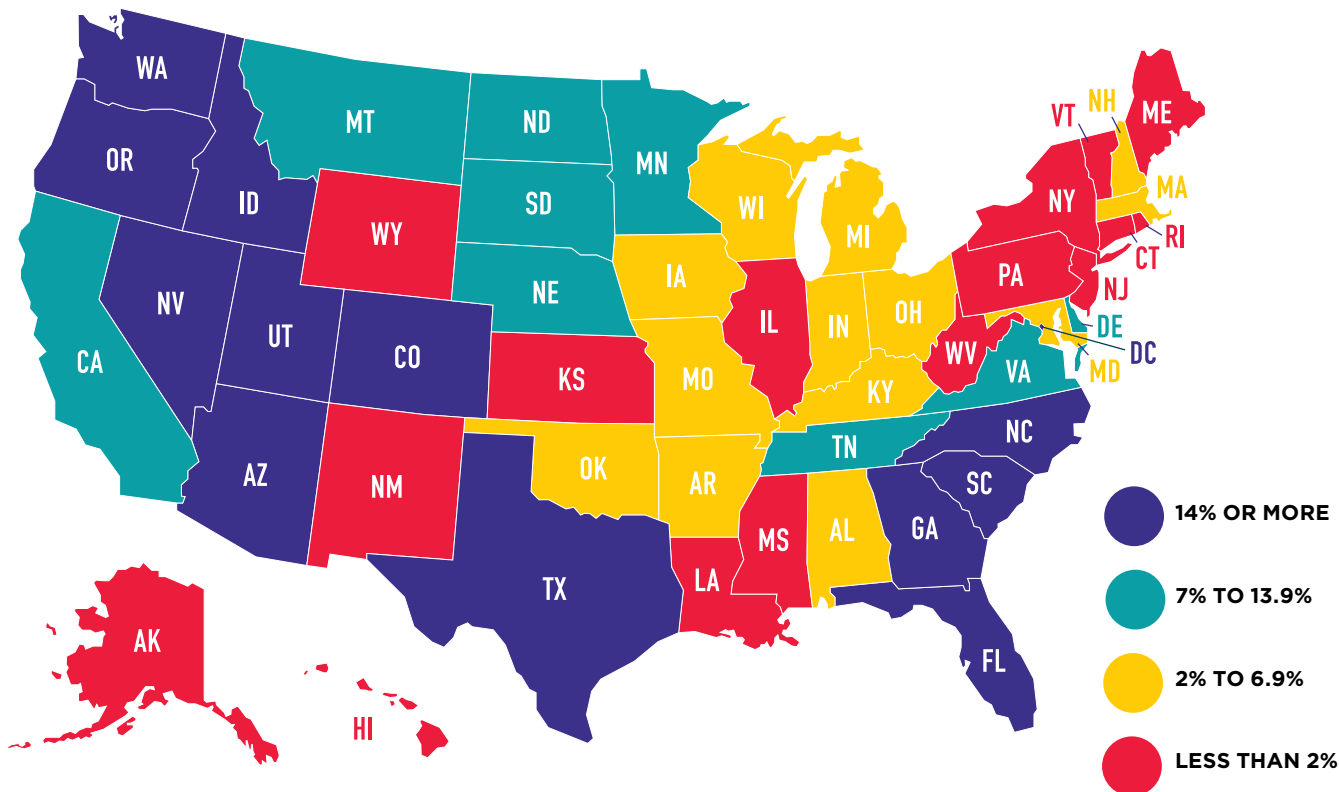 WA
MT
ND
MN
OR
ID
SD
WY
WI
MI
NH
VT
ME
MA
NY
RI
CT
PA
NJ
IA
NE
NV
UT
CO
CA
IL
IN
OH
DE
DC
MD
WV
VA
KS
MO
KY
NC
TN
AZ
NM
OK
AR
SC
GA
AL
MS
LA
TX
FL
AK
HI
14% OR MORE
7% TO 13.9%
2% TO 6.9%
LESS THAN 2%